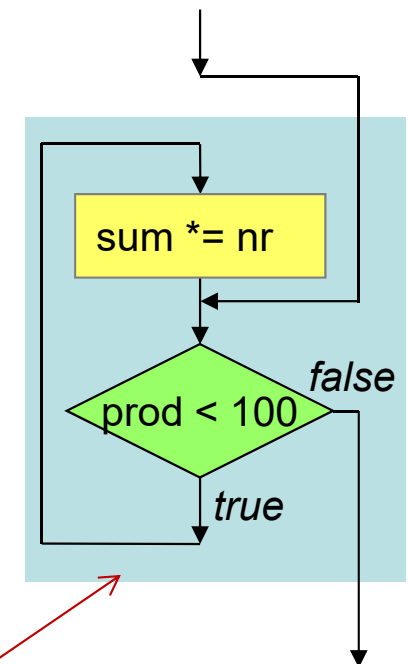 sum *= nr
false
prod < 100
true